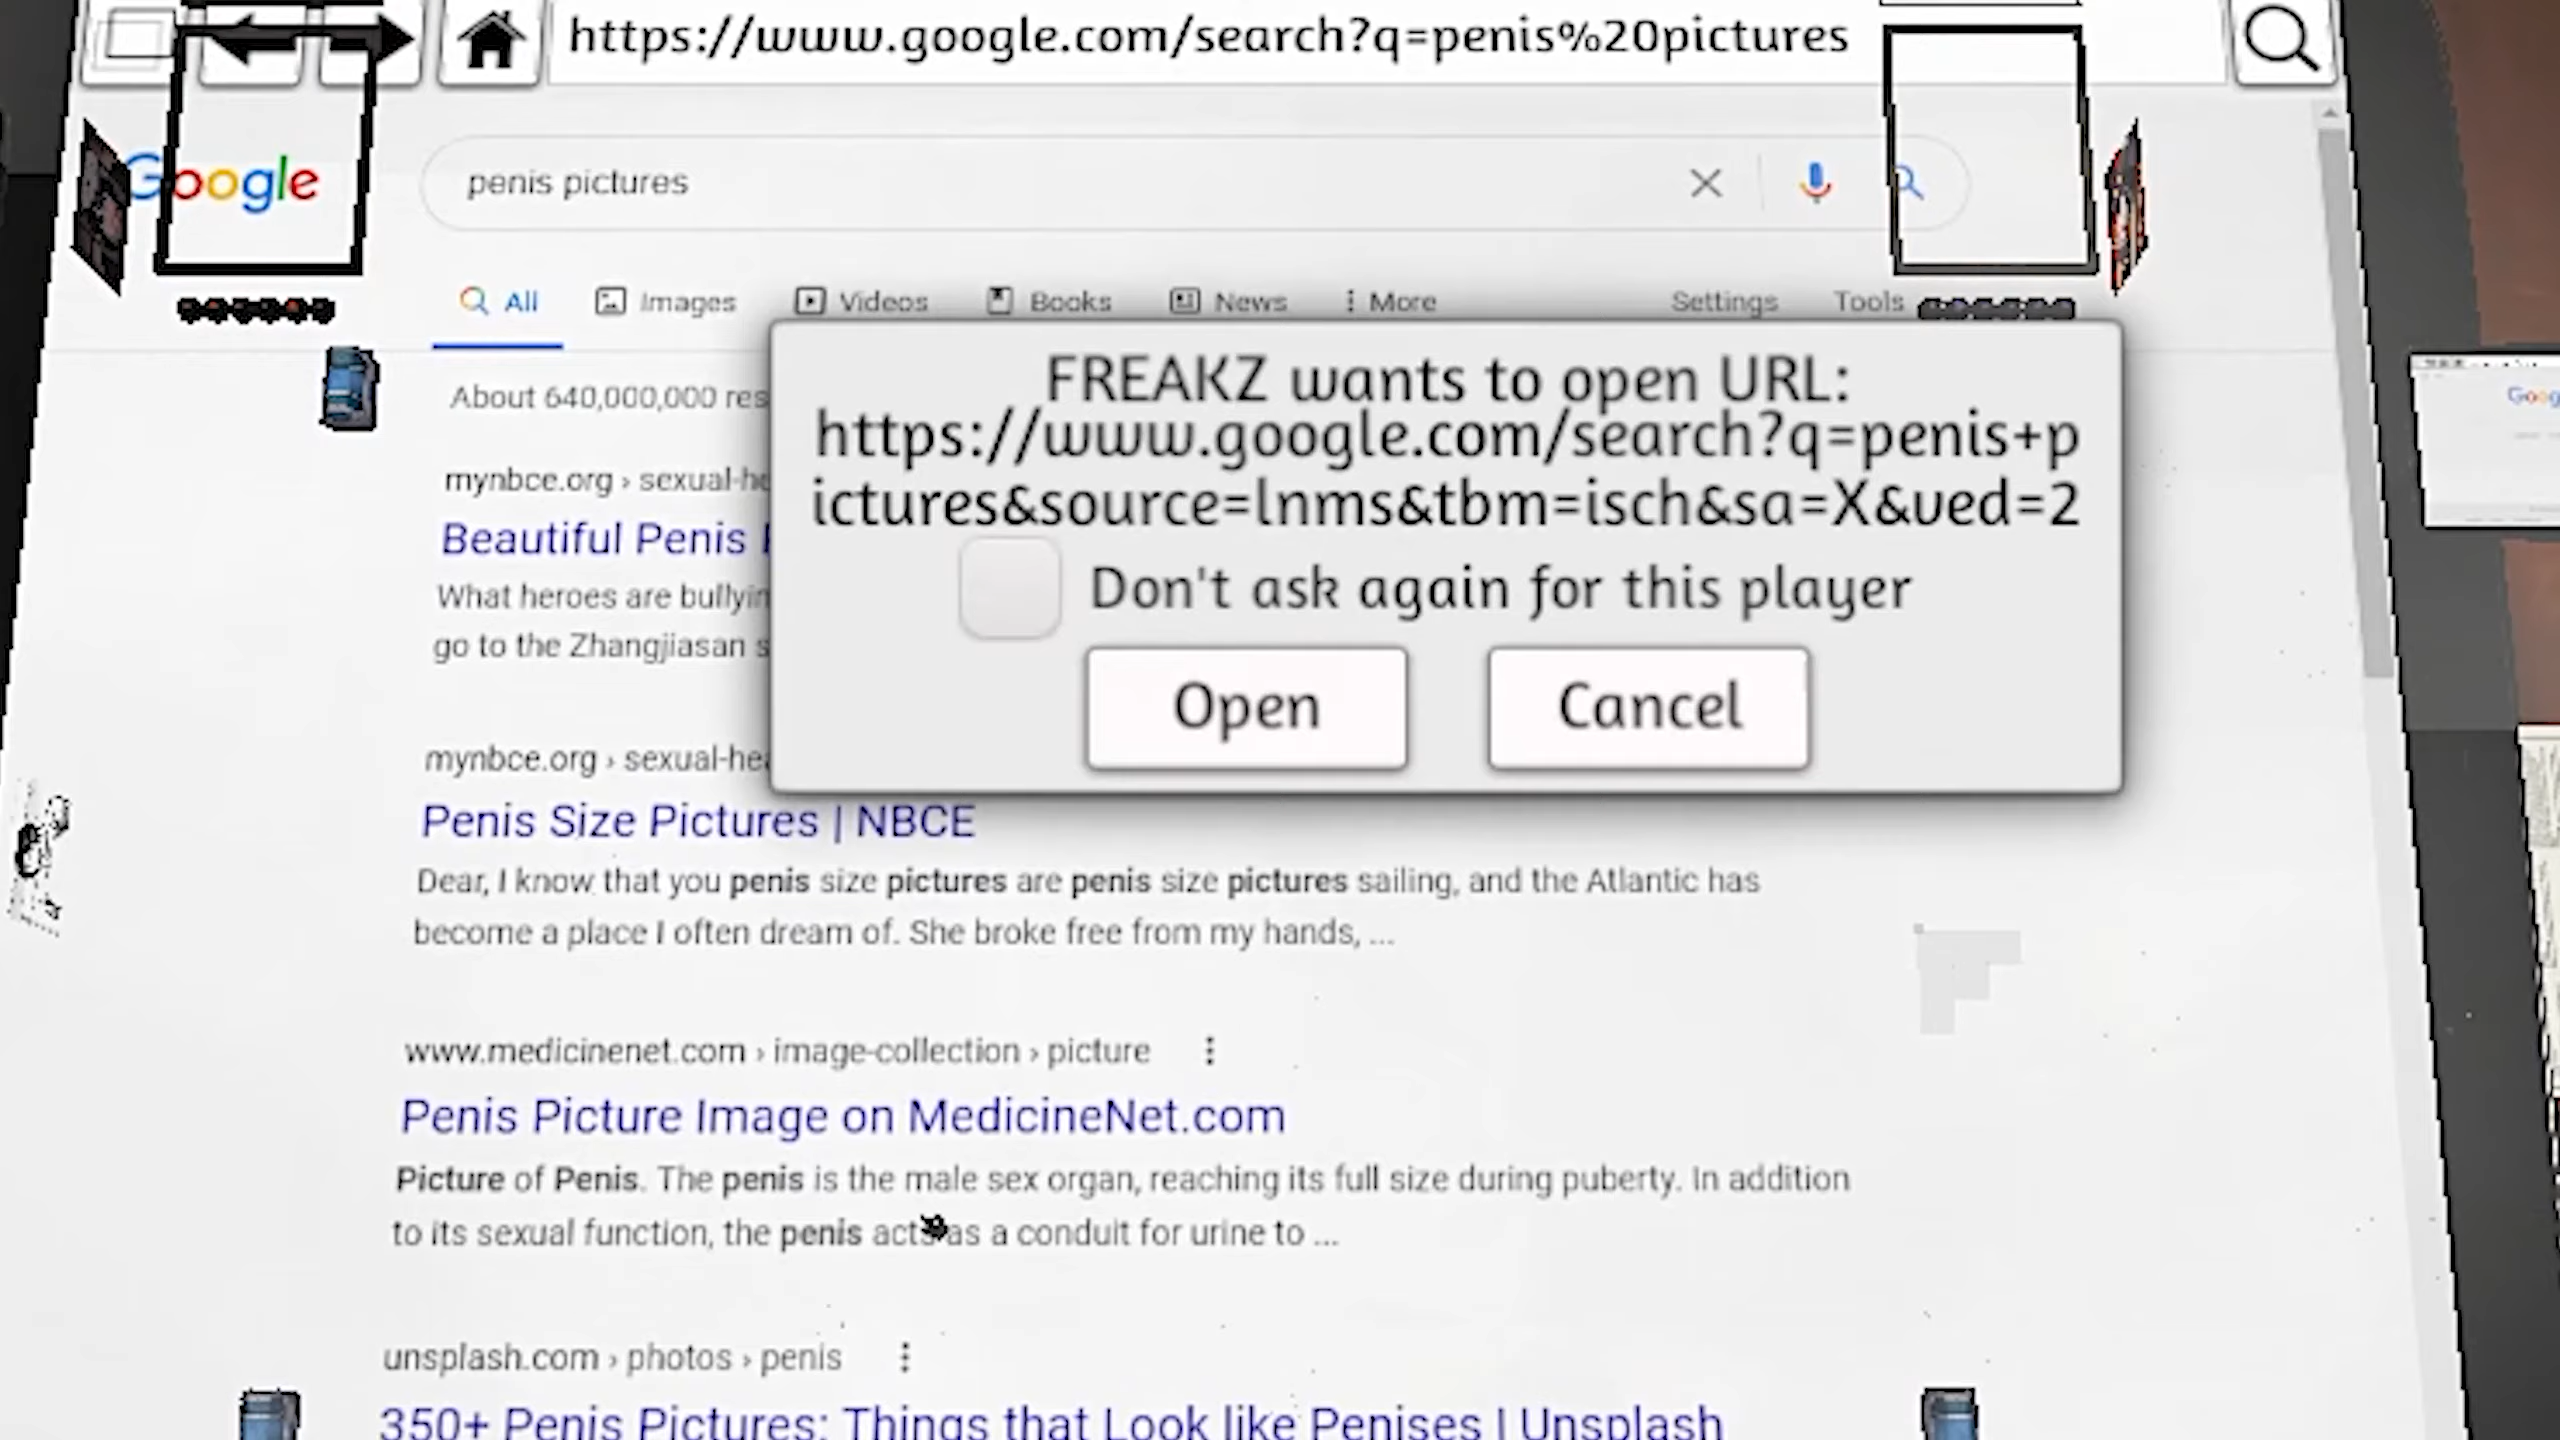 https://www.google.com/search?q=penis%20pictures
Google
penis pictures
All Images Videos Books News More Settings Tools
About 640,000,000 res
FREAKZ wants to open URL:
https://www.google.com/search?q=penis+p
ictures&source=lnms&tbm=isch&sa=X&ved=2
Don't ask again for this player
Open Cancel
mynbce.org › sexual-he
Beautiful Penis
What heroes are bullyin
go to the Zhangjiasan s
mynbce.org › sexual-hea
Penis Size Pictures | NBCE
Dear, I know that you penis size pictures are penis size pictures sailing, and the Atlantic has
become a place I often dream of. She broke free from my hands, ...
www.medicinenet.com › image-collection › picture
Penis Picture Image on MedicineNet.com
Picture of Penis. The penis is the male sex organ, reaching its full size during puberty. In addition
to its sexual function, the penis acts as a conduit for urine to ...
unsplash.com › photos › penis
350+ Penis Pictures: Things that Look like Penises | Unsplash
Goog